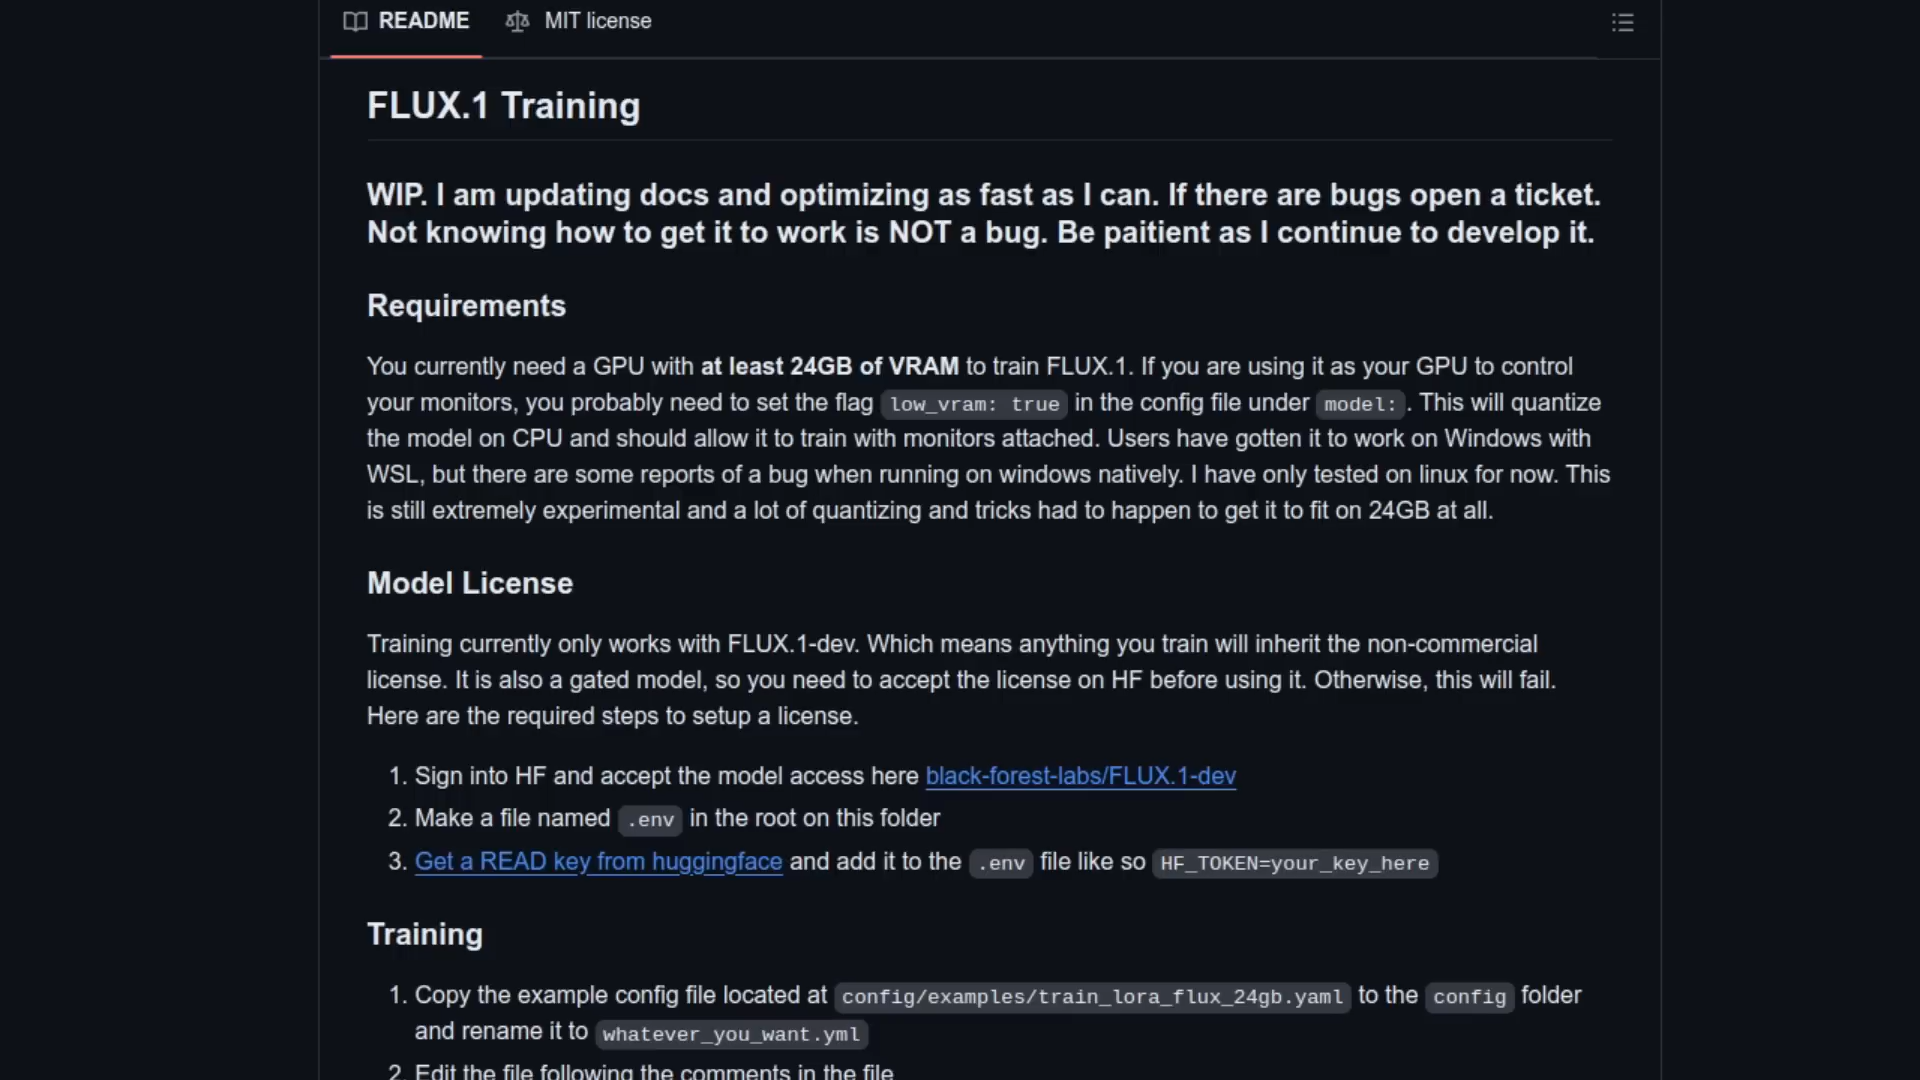 README MIT license
FLUX.1 Training
WIP. I am updating docs and optimizing as fast as I can. If there are bugs open a ticket.
Not knowing how to get it to work is NOT a bug. Be paitient as I continue to develop it.
Requirements
You currently need a GPU with at least 24GB of VRAM to train FLUX.1. If you are using it as your GPU to control
your monitors, you probably need to set the flag low_vram: true in the config file under model: . This will quantize
the model on CPU and should allow it to train with monitors attached. Users have gotten it to work on Windows with
WSL, but there are some reports of a bug when running on windows natively. I have only tested on linux for now. This
is still extremely experimental and a lot of quantizing and tricks had to happen to get it to fit on 24GB at all.
Model License
Training currently only works with FLUX.1-dev. Which means anything you train will inherit the non-commercial
license. It is also a gated model, so you need to accept the license on HF before using it. Otherwise, this will fail.
Here are the required steps to setup a license.
1. Sign into HF and accept the model access here black-forest-labs/FLUX.1-dev
2. Make a file named .env in the root on this folder
3. Get a READ key from huggingface and add it to the .env file like so HF_TOKEN=your_key_here
Training
1. Copy the example config file located at config/examples/train_lora_flux_24gb.yaml to the config folder
and rename it to whatever_you_want.yml
2. Edit the file following the comments in the file